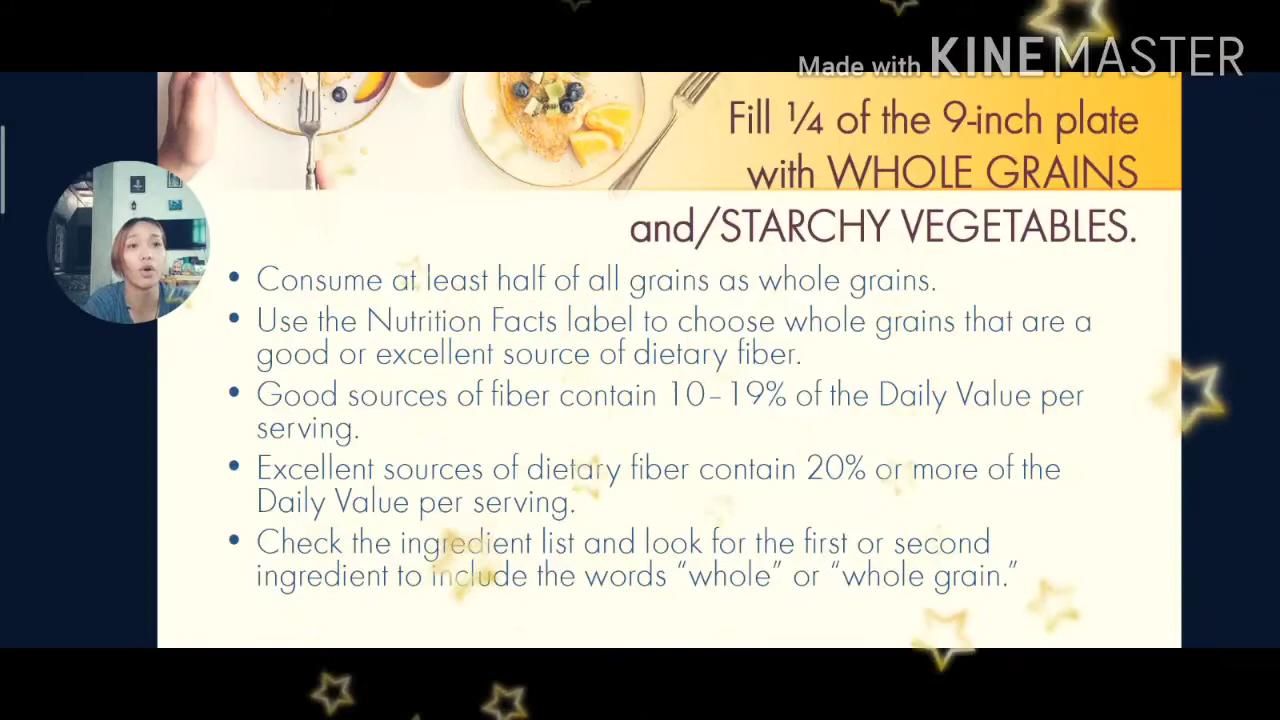 Made with KINEMASTER
Fill ¼ of the 9-inch plate
with WHOLE GRAINS
and/STARCHY VEGETABLES.
• Consume at least half of all grains as whole grains.
• Use the Nutrition Facts label to choose whole grains that are a
good or excellent source of dietary fiber.
• Good sources of fiber contain 10–19% of the Daily Value per
serving.
• Excellent sources of dietary fiber contain 20% or more of the
Daily Value per serving.
• Check the ingredient list and look for the first or second
ingredient to include the words “whole” or “whole grain.”